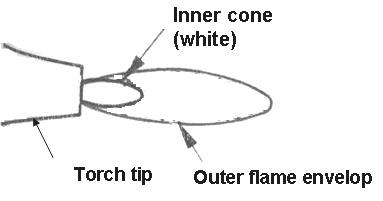 Inner cone
(white)
Torch tip
Outer flame envelop